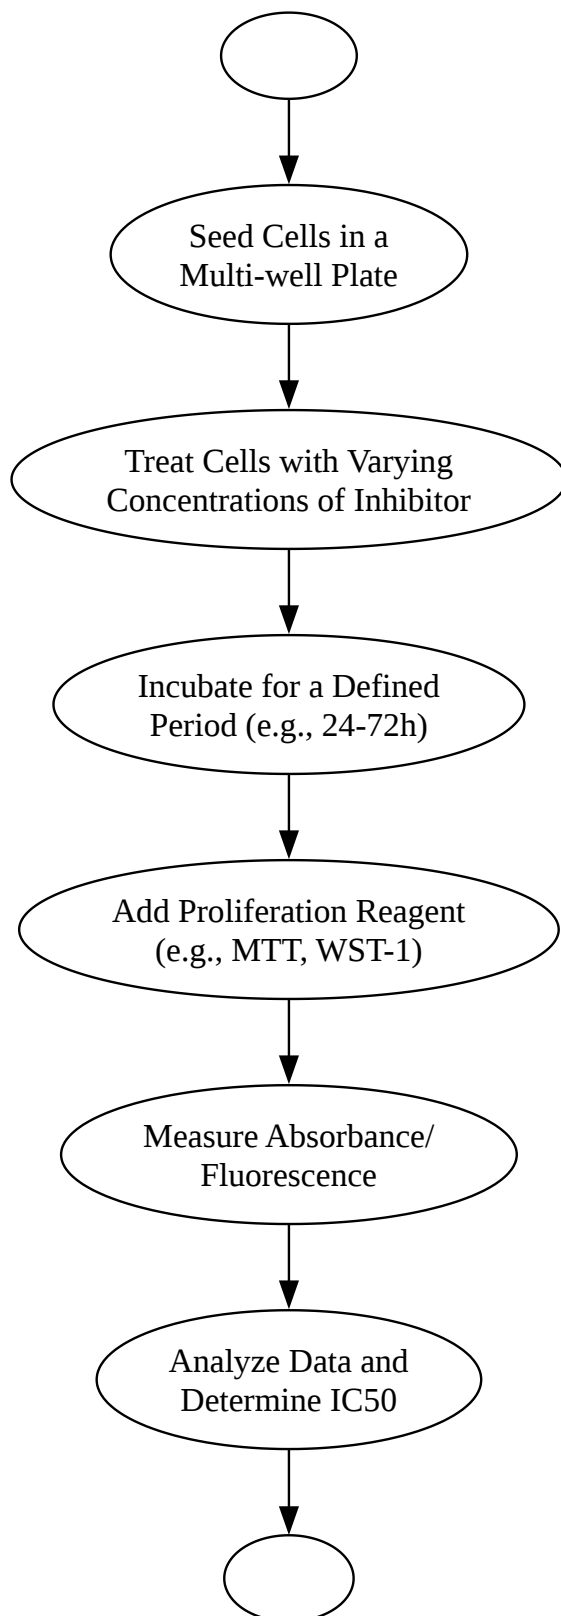 Seed Cells in a
Multi-well Plate
Treat Cells with Varying
Concentrations of Inhibitor
Incubate for a Defined
Period (e.g., 24-72h)
Add Proliferation Reagent
(e.g., MTT, WST-1)
Measure Absorbance/
Fluorescence
Analyze Data and
Determine IC50